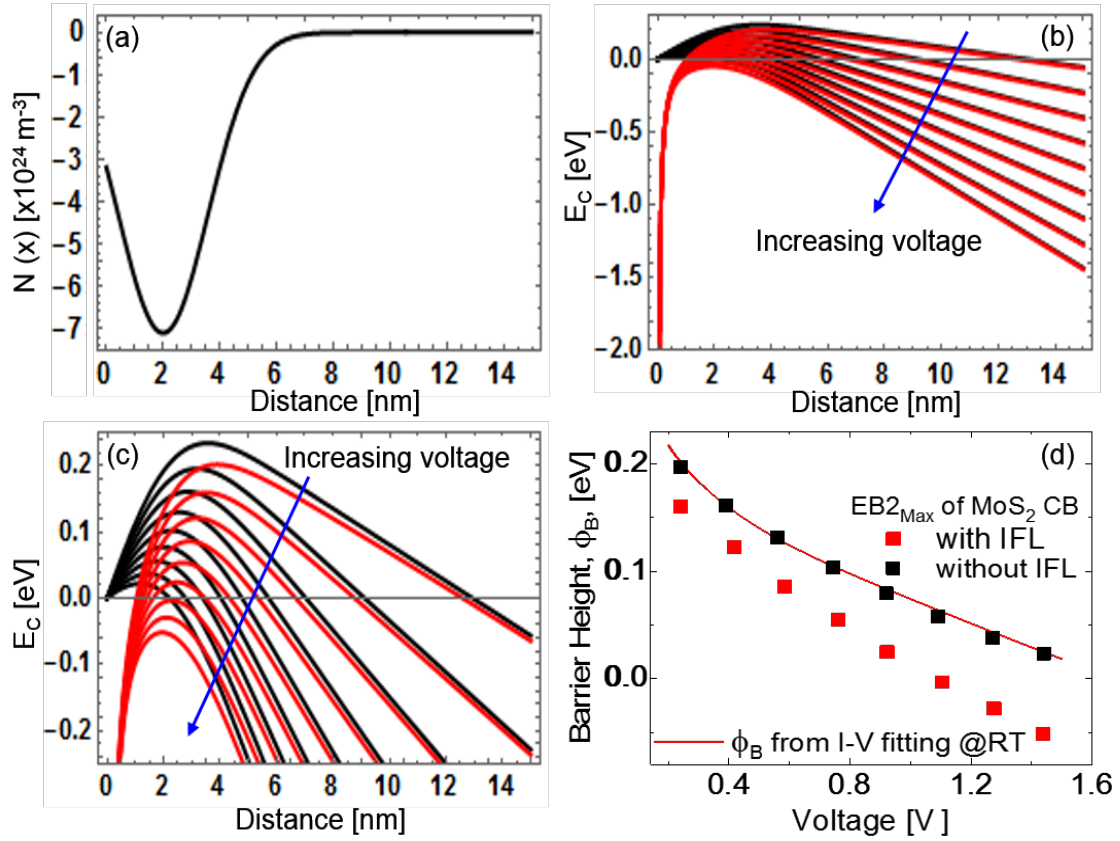 (a)
0
−1
−2
−3
−4
−5
−6
−7
N (x) [x10²⁴ m⁻³]
0 2 4 6 8 10 12 14
Distance [nm]
(b)
0.0
−0.5
−1.0
−1.5
−2.0
E_C [eV]
Increasing voltage
0 2 4 6 8 10 12 14
Distance [nm]
(c)
Increasing voltage
0.2
0.1
0.0
−0.1
−0.2
E_C [eV]
0 2 4 6 8 10 12 14
Distance [nm]
(d)
0.2
0.1
0.0
Barrier Height, ϕ_B, [eV]
EB2_Max of MoS₂ CB
with IFL
without IFL
ϕ_B from I-V fitting @RT
0.4 0.8 1.2 1.6
Voltage [V ]